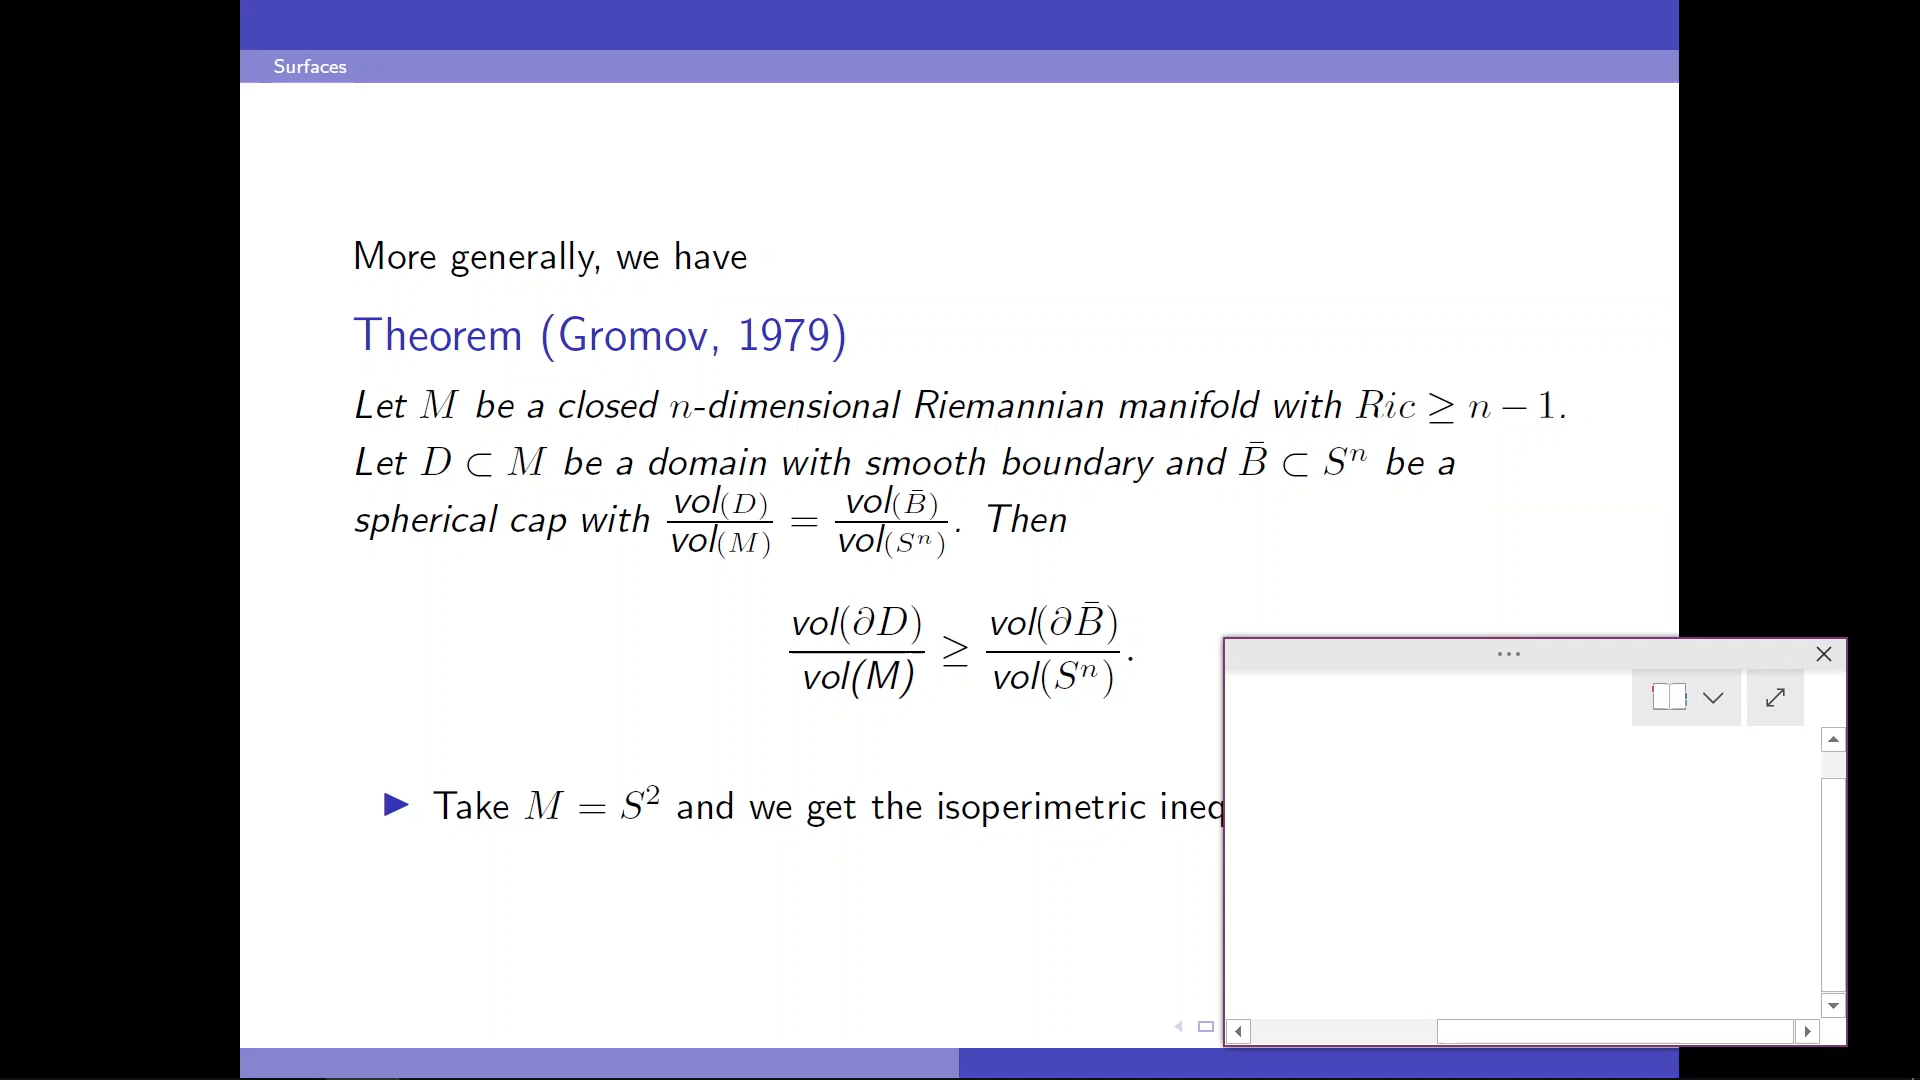 Surfaces
More generally, we have
Theorem (Gromov, 1979)
Let M be a closed n-dimensional Riemannian manifold with Ric ≥ n − 1.
Let D ⊂ M be a domain with smooth boundary and B̄ ⊂ Sⁿ be a
spherical cap with vol(D)/vol(M) = vol(B̄)/vol(Sⁿ). Then
vol(∂D)/vol(M) ≥ vol(∂B̄)/vol(Sⁿ).
▶ Take M = S² and we get the isoperimetric